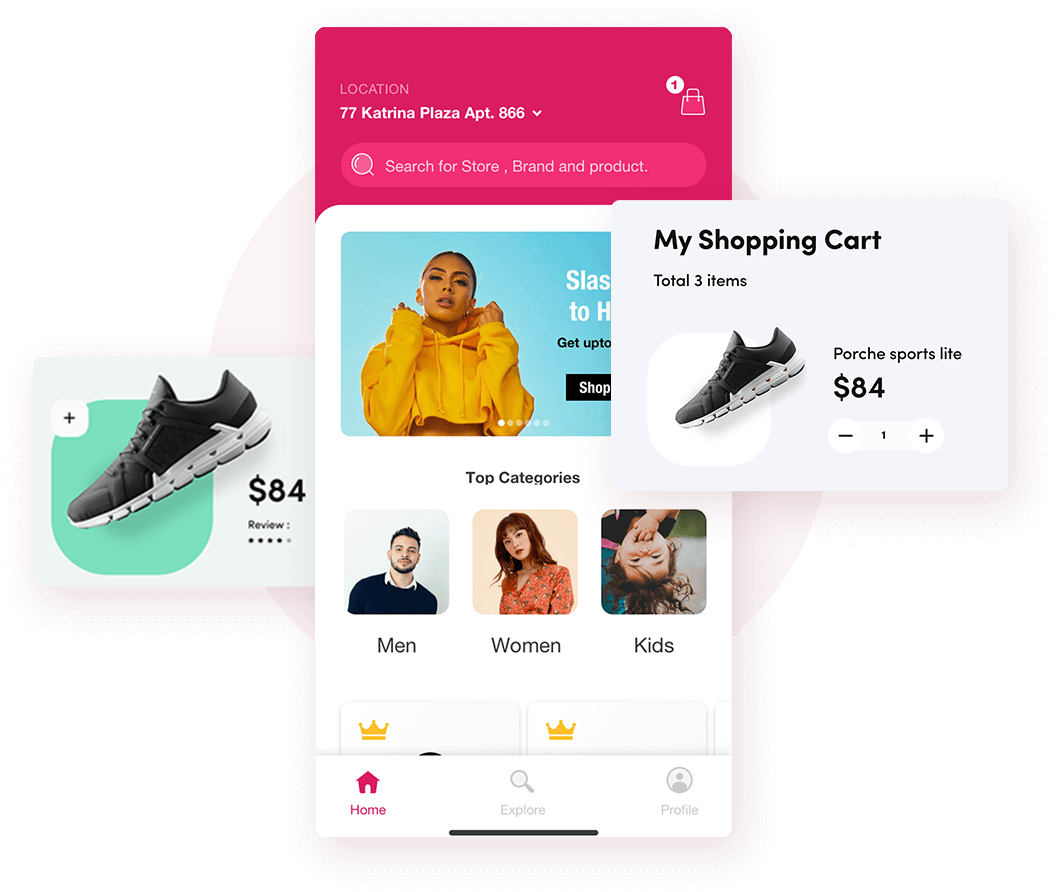 LOCATION
77 Katrina Plaza Apt. 866
1
Search for Store , Brand and product.
Slas
to H
Get upto
Shop
My Shopping Cart
Total 3 items
Porche sports lite
$84
− 1 +
+
$84
Review :
Top Categories
Men Women Kids
Home Explore Profile